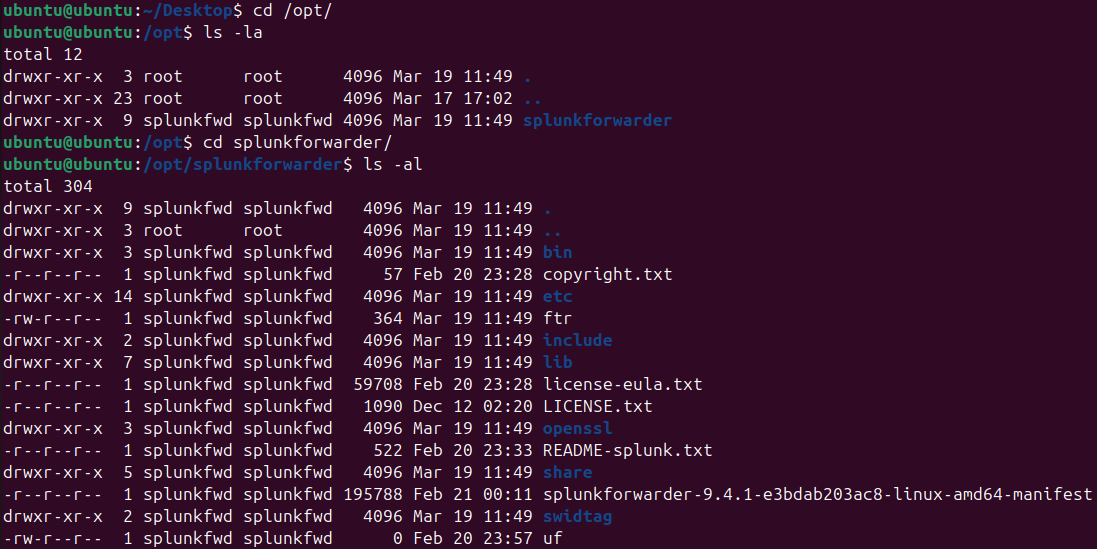 ubuntu@ubuntu:~/Desktop$ cd /opt/
ubuntu@ubuntu:/opt$ ls -la
total 12
drwxr-xr-x  3 root      root      4096 Mar 19 11:49 .
drwxr-xr-x 23 root      root      4096 Mar 17 17:02 ..
drwxr-xr-x  9 splunkfwd splunkfwd 4096 Mar 19 11:49 splunkforwarder
ubuntu@ubuntu:/opt$ cd splunkforwarder/
ubuntu@ubuntu:/opt/splunkforwarder$ ls -al
total 304
drwxr-xr-x  9 splunkfwd splunkfwd   4096 Mar 19 11:49 .
drwxr-xr-x  3 root      root        4096 Mar 19 11:49 ..
drwxr-xr-x  3 splunkfwd splunkfwd   4096 Mar 19 11:49 bin
-r--r--r--  1 splunkfwd splunkfwd     57 Feb 20 23:28 copyright.txt
drwxr-xr-x 14 splunkfwd splunkfwd   4096 Mar 19 11:49 etc
-rw-r--r--  1 splunkfwd splunkfwd    364 Mar 19 11:49 ftr
drwxr-xr-x  2 splunkfwd splunkfwd   4096 Mar 19 11:49 include
drwxr-xr-x  7 splunkfwd splunkfwd   4096 Mar 19 11:49 lib
-r--r--r--  1 splunkfwd splunkfwd  59708 Feb 20 23:28 license-eula.txt
-r--r--r--  1 splunkfwd splunkfwd   1090 Dec 12 02:20 LICENSE.txt
drwxr-xr-x  3 splunkfwd splunkfwd   4096 Mar 19 11:49 openssl
-r--r--r--  1 splunkfwd splunkfwd    522 Feb 20 23:33 README-splunk.txt
drwxr-xr-x  5 splunkfwd splunkfwd   4096 Mar 19 11:49 share
-r--r--r--  1 splunkfwd splunkfwd 195788 Feb 21 00:11 splunkforwarder-9.4.1-e3bdab203ac8-linux-amd64-manifest
drwxr-xr-x  2 splunkfwd splunkfwd   4096 Mar 19 11:49 swidtag
-rw-r--r--  1 splunkfwd splunkfwd      0 Feb 20 23:57 uf